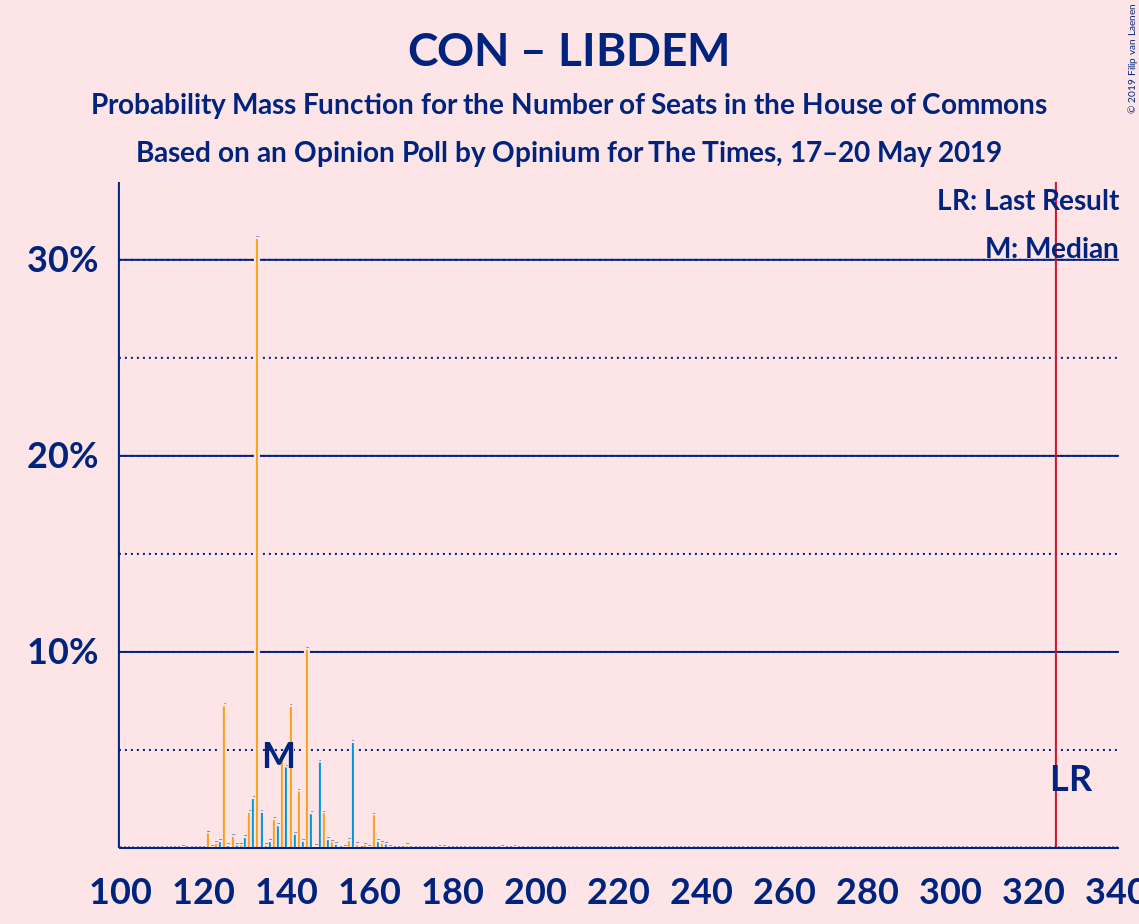 CON – LIBDEM
Probability Mass Function for the Number of Seats in the House of Commons
Based on an Opinion Poll by Opinium for The Times, 17–20 May 2019
© 2019 Filip van Laenen
LR: Last Result
M: Median
30%
20%
10%
M
LR
100 120 140 160 180 200 220 240 260 280 300 320 340